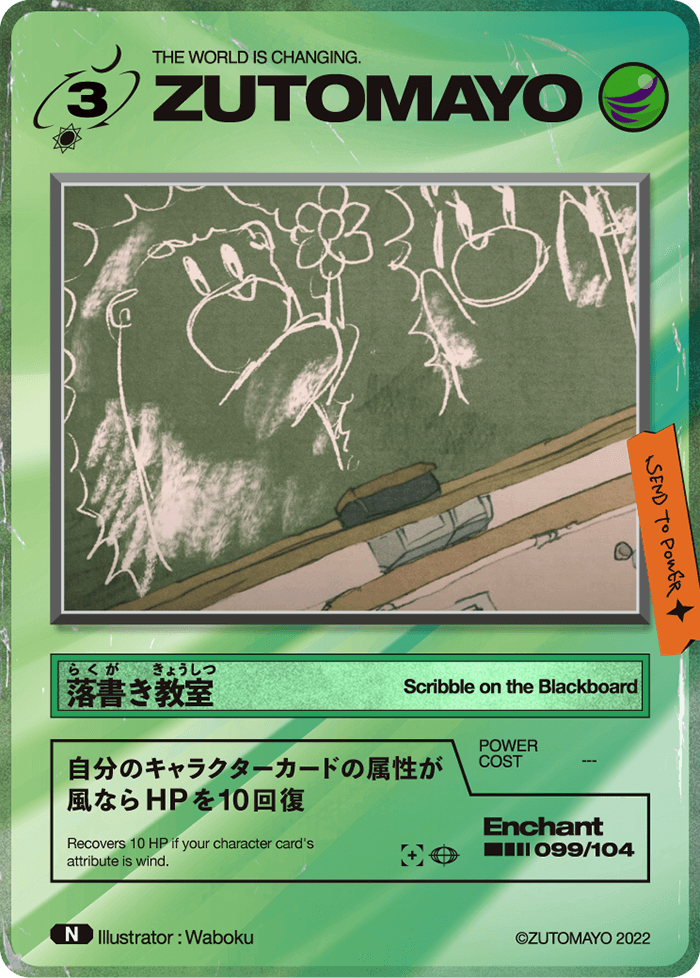 THE WORLD IS CHANGING.
3
ZUTOMAYO
SEND TO POWER
らくが きょうしつ
落書き教室
Scribble on the Blackboard
自分のキャラクターカードの属性が
風ならHPを10回復
Recovers 10 HP if your character card's
attribute is wind.
POWER
COST ---
Enchant
099/104
N Illustrator : Waboku
©ZUTOMAYO 2022